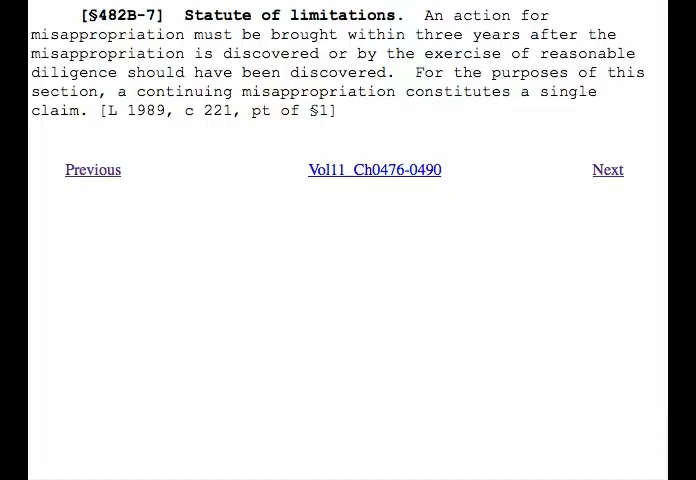 [§482B-7]  Statute of limitations.  An action for
misappropriation must be brought within three years after the
misappropriation is discovered or by the exercise of reasonable
diligence should have been discovered.  For the purposes of this
section, a continuing misappropriation constitutes a single
claim. [L 1989, c 221, pt of §1]
Previous Vol11_Ch0476-0490 Next